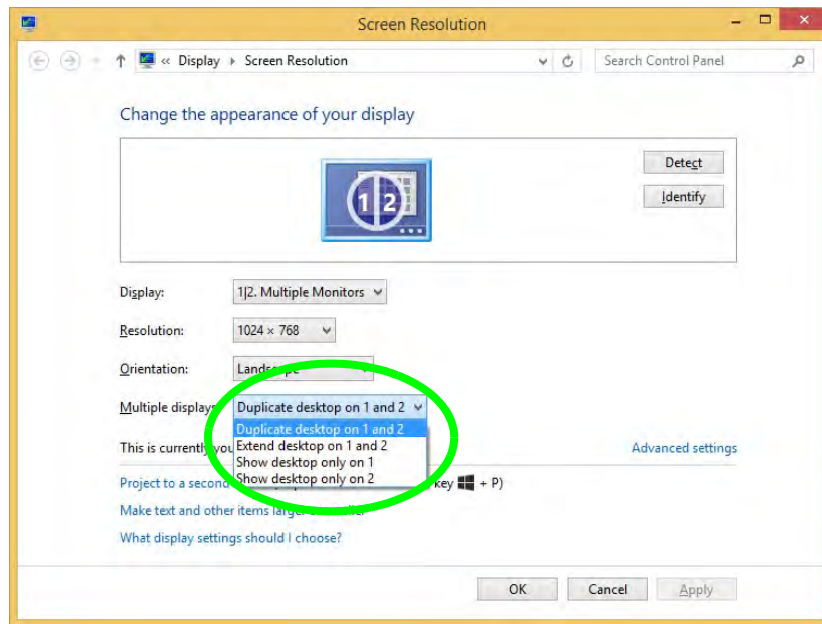 Screen Resolution
« Display ▸ Screen Resolution Search Control Panel
Change the appearance of your display
Detect
1 2
Identify
Display: 1|2. Multiple Monitors
Resolution: 1024 × 768
Orientation: Landscape
Multiple displays Duplicate desktop on 1 and 2
Duplicate desktop on 1 and 2
Extend desktop on 1 and 2
This is currently you Advanced settings
Show desktop only on 1
Show desktop only on 2
Project to a second key + P)
Make text and other items larger
What display settings should I choose?
OK Cancel Apply